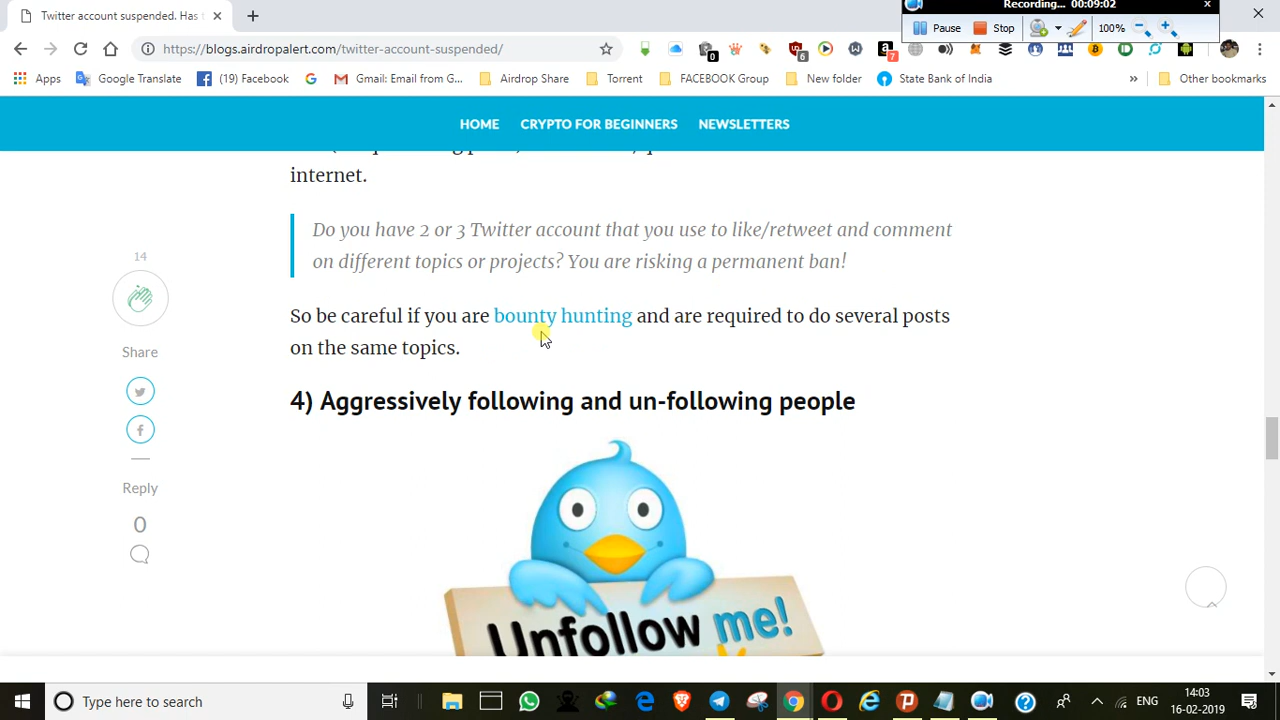 Recording... 00:09:02
Twitter account suspended. Has t
Pause
Stop
100%
https://blogs.airdropalert.com/twitter-account-suspended/
0
6
7
Apps
Google Translate
(19) Facebook
Gmail: Email from G...
Airdrop Share
Torrent
FACEBOOK Group
New folder
State Bank of India
»
Other bookmarks
HOME
CRYPTO FOR BEGINNERS
NEWSLETTERS
internet.
Do you have 2 or 3 Twitter account that you use to like/retweet and comment
on different topics or projects? You are risking a permanent ban!
14
So be careful if you are bounty hunting and are required to do several posts
on the same topics.
Share
4) Aggressively following and un-following people
Reply
0
Unfollow me!
Type here to search
ENG
14:03
16-02-2019